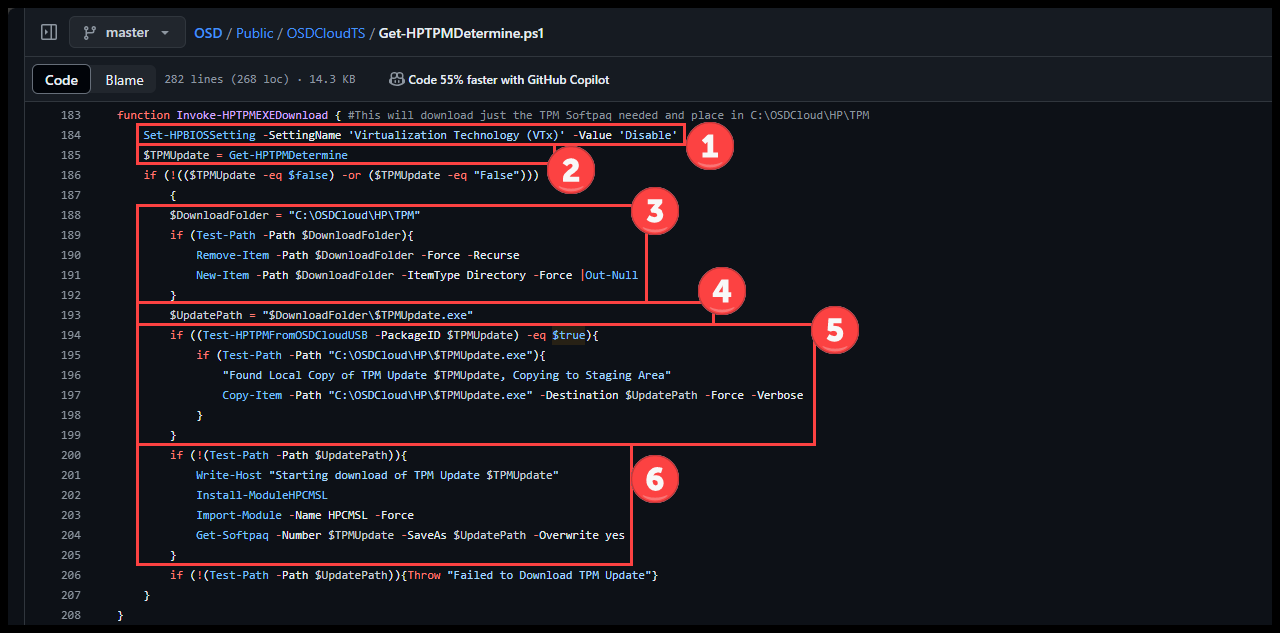 master OSD / Public / OSDCloudTS / Get-HPTPMDetermine.ps1
Code Blame 282 lines (268 loc) · 14.3 KB Code 55% faster with GitHub Copilot
183 function Invoke-HPTPMEXEDownload { #This will download just the TPM Softpaq needed and place in C:\OSDCloud\HP\TPM
184 Set-HPBIOSSetting -SettingName 'Virtualization Technology (VTx)' -Value 'Disable' 1
185 $TPMUpdate = Get-HPTPMDetermine
186 if (!(($TPMUpdate -eq $false) -or ($TPMUpdate -eq "False"))) 2
187 {
188 $DownloadFolder = "C:\OSDCloud\HP\TPM" 3
189 if (Test-Path -Path $DownloadFolder){
190 Remove-Item -Path $DownloadFolder -Force -Recurse
191 New-Item -Path $DownloadFolder -ItemType Directory -Force |Out-Null
192 } 4
193 $UpdatePath = "$DownloadFolder\$TPMUpdate.exe"
194 if ((Test-HPTPMFromOSDCloudUSB -PackageID $TPMUpdate) -eq $true){ 5
195 if (Test-Path -Path "C:\OSDCloud\HP\$TPMUpdate.exe"){
196 "Found Local Copy of TPM Update $TPMUpdate, Copying to Staging Area"
197 Copy-Item -Path "C:\OSDCloud\HP\$TPMUpdate.exe" -Destination $UpdatePath -Force -Verbose
198 }
199 }
200 if (!(Test-Path -Path $UpdatePath)){
201 Write-Host "Starting download of TPM Update $TPMUpdate" 6
202 Install-ModuleHPCMSL
203 Import-Module -Name HPCMSL -Force
204 Get-Softpaq -Number $TPMUpdate -SaveAs $UpdatePath -Overwrite yes
205 }
206 if (!(Test-Path -Path $UpdatePath)){Throw "Failed to Download TPM Update"}
207 }
208 }